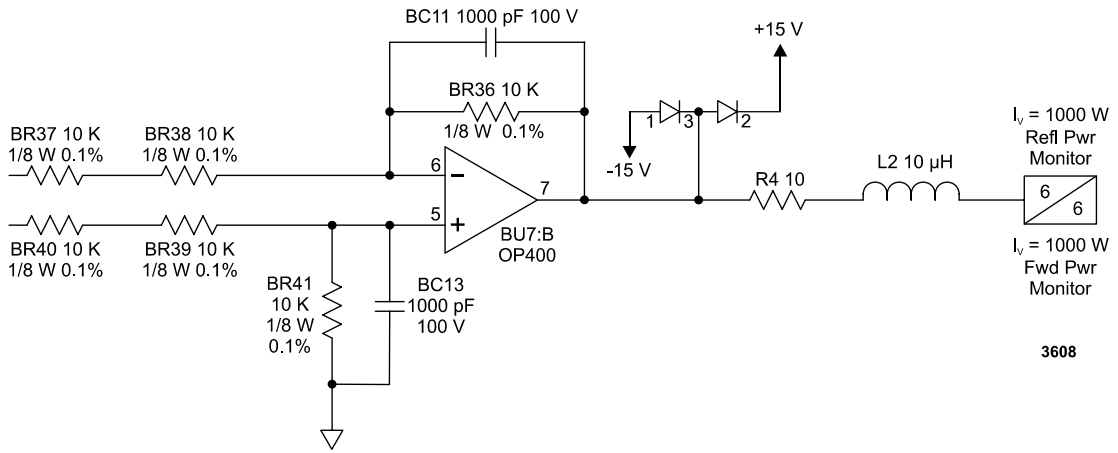 BC11 1000 pF 100 V
+15 V
BR36 10 K
1/8 W 0.1%
BR37 10 K
1/8 W 0.1%
BR38 10 K
1/8 W 0.1%
1
3
2
-15 V
I_v = 1000 W
Refl Pwr
Monitor
6
−
7
5
+
R4 10
L2 10 µH
6
6
BU7:B
OP400
BR40 10 K
1/8 W 0.1%
BR39 10 K
1/8 W 0.1%
BR41
10 K
1/8 W
0.1%
BC13
1000 pF
100 V
I_v = 1000 W
Fwd Pwr
Monitor
3608